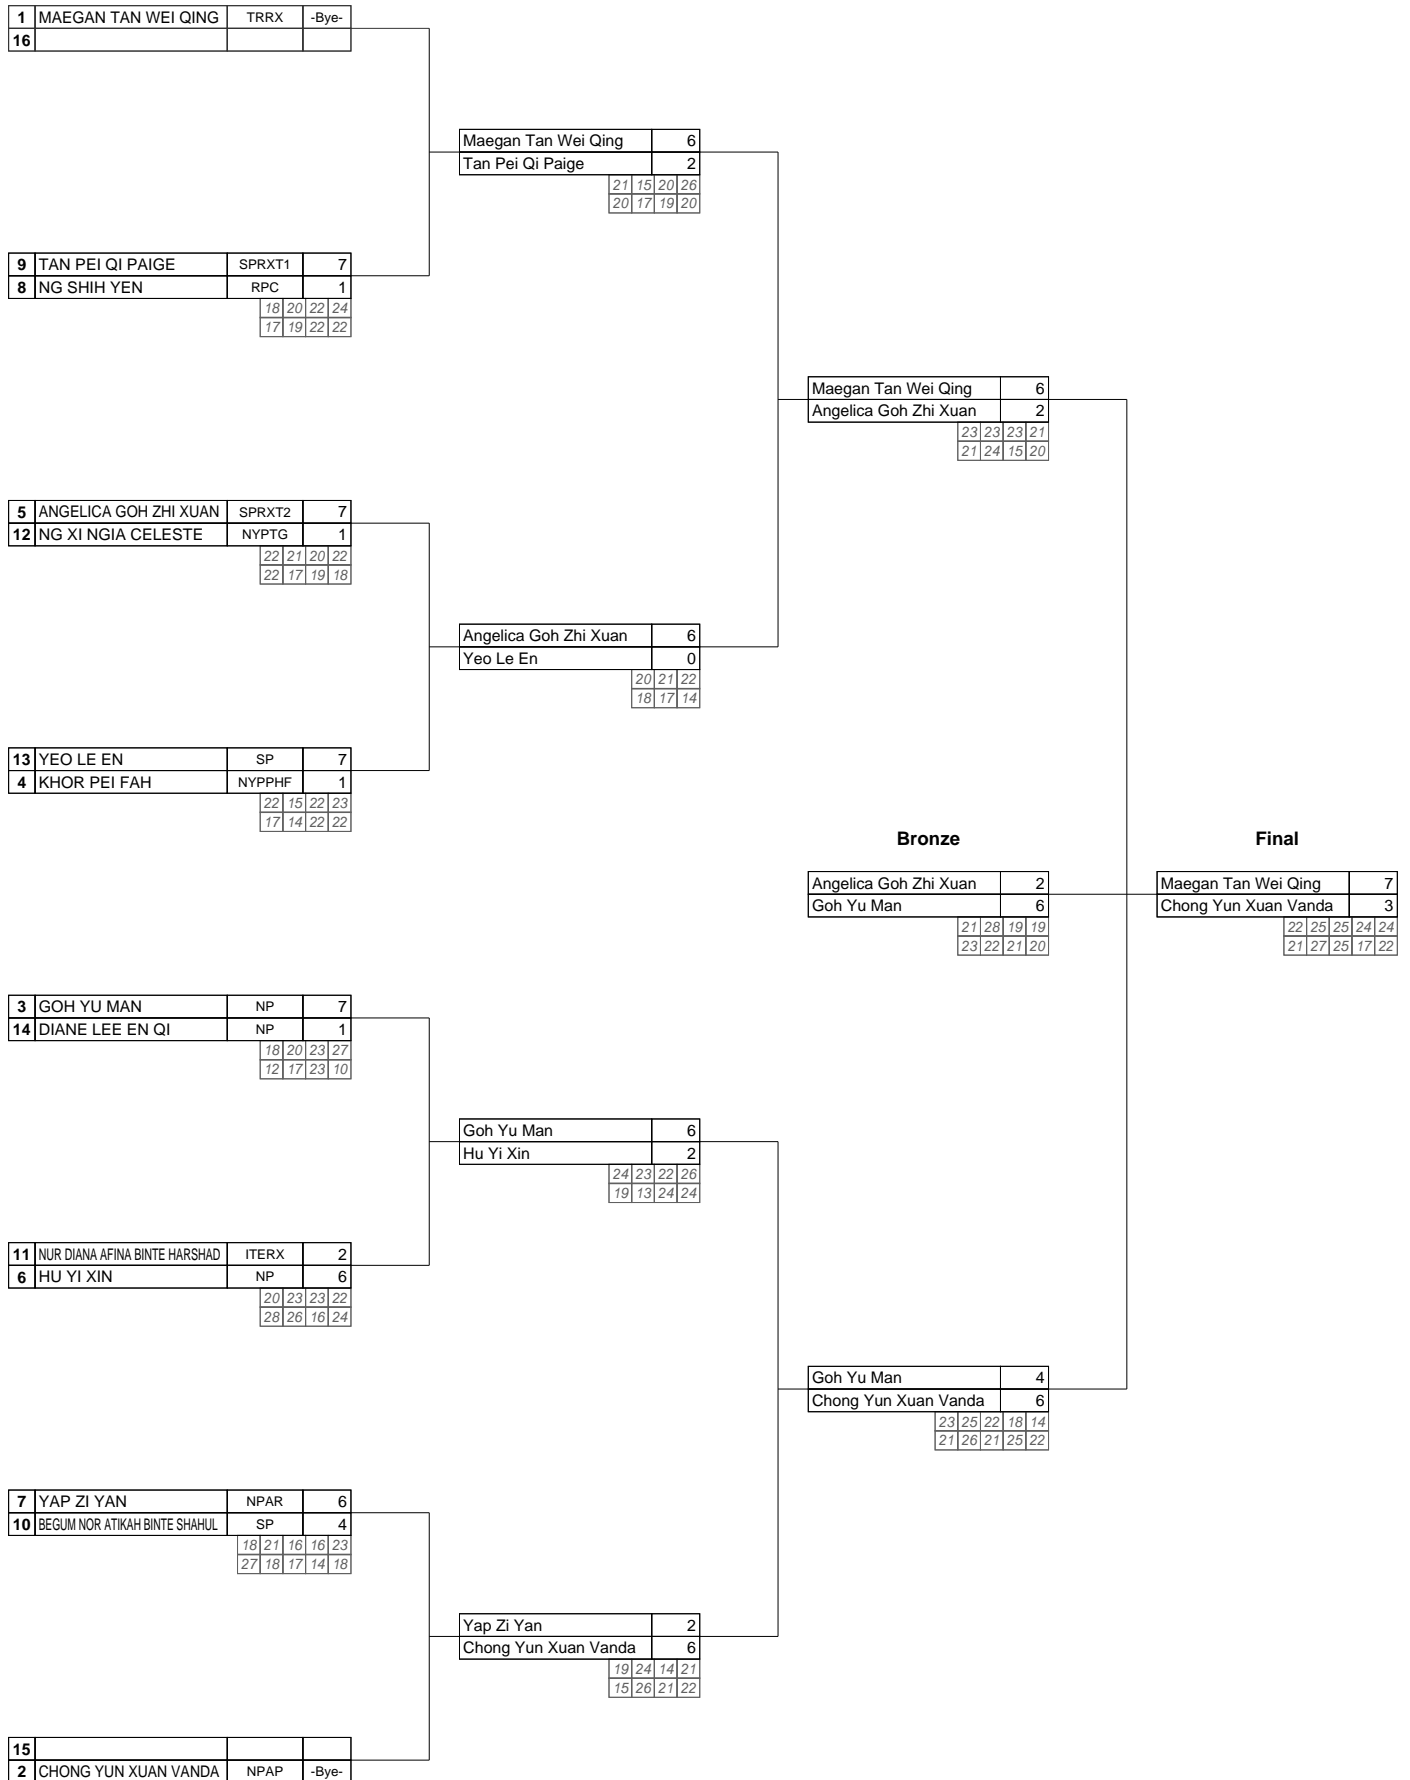 1 MAEGAN TAN WEI QING TRRX -Bye-
16
Maegan Tan Wei Qing 6
Tan Pei Qi Paige 2
21 15 20 26
20 17 19 20
9 TAN PEI QI PAIGE SPRXT1 7
8 NG SHIH YEN RPC 1
18 20 22 24
17 19 22 22
Maegan Tan Wei Qing 6
Angelica Goh Zhi Xuan 2
23 23 23 21
21 24 15 20
5 ANGELICA GOH ZHI XUAN SPRXT2 7
12 NG XI NGIA CELESTE NYPTG 1
22 21 20 22
22 17 19 18
Angelica Goh Zhi Xuan 6
Yeo Le En 0
20 21 22
18 17 14
13 YEO LE EN SP 7
4 KHOR PEI FAH NYPPHF 1
22 15 22 23
17 14 22 22
Bronze Final
Angelica Goh Zhi Xuan 2 Maegan Tan Wei Qing 7
Goh Yu Man 6 Chong Yun Xuan Vanda 3
21 28 19 19 22 25 25 24 24
23 22 21 20 21 27 25 17 22
3 GOH YU MAN NP 7
14 DIANE LEE EN QI NP 1
18 20 23 27
12 17 23 10
Goh Yu Man 6
Hu Yi Xin 2
24 23 22 26
19 13 24 24
11 NUR DIANA AFINA BINTE HARSHAD ITERX 2
6 HU YI XIN NP 6
20 23 23 22
28 26 16 24
Goh Yu Man 4
Chong Yun Xuan Vanda 6
23 25 22 18 14
21 26 21 25 22
7 YAP ZI YAN NPAR 6
10 BEGUM NOR ATIKAH BINTE SHAHUL SP 4
18 21 16 16 23
27 18 17 14 18
Yap Zi Yan 2
Chong Yun Xuan Vanda 6
19 24 14 21
15 26 21 22
15
2 CHONG YUN XUAN VANDA NPAP -Bye-